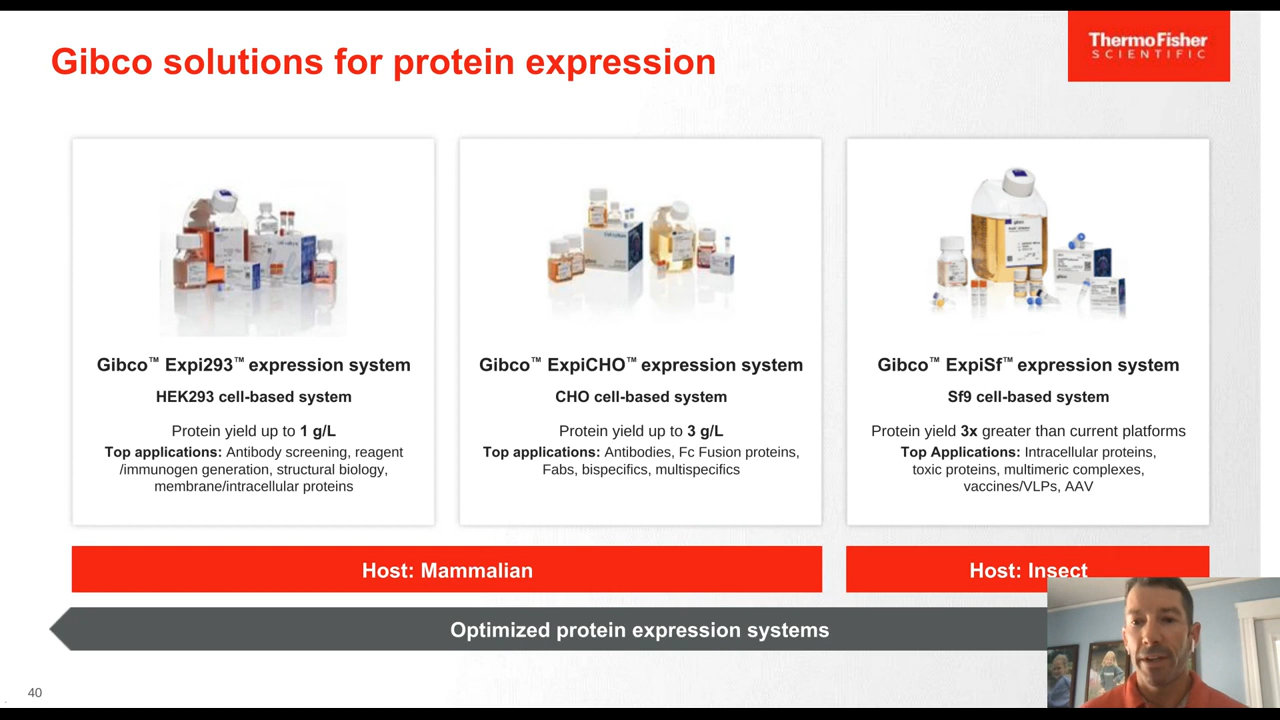 Gibco solutions for protein expression
ThermoFisher
SCIENTIFIC
Gibco™ Expi293™ expression system
HEK293 cell-based system
Protein yield up to 1 g/L
Top applications: Antibody screening, reagent
/immunogen generation, structural biology,
membrane/intracellular proteins
Gibco™ ExpiCHO™ expression system
CHO cell-based system
Protein yield up to 3 g/L
Top applications: Antibodies, Fc Fusion proteins,
Fabs, bispecifics, multispecifics
Gibco™ ExpiSf™ expression system
Sf9 cell-based system
Protein yield 3x greater than current platforms
Top Applications: Intracellular proteins,
toxic proteins, multimeric complexes,
vaccines/VLPs, AAV
Host: Mammalian
Host: Insect
Optimized protein expression systems
40